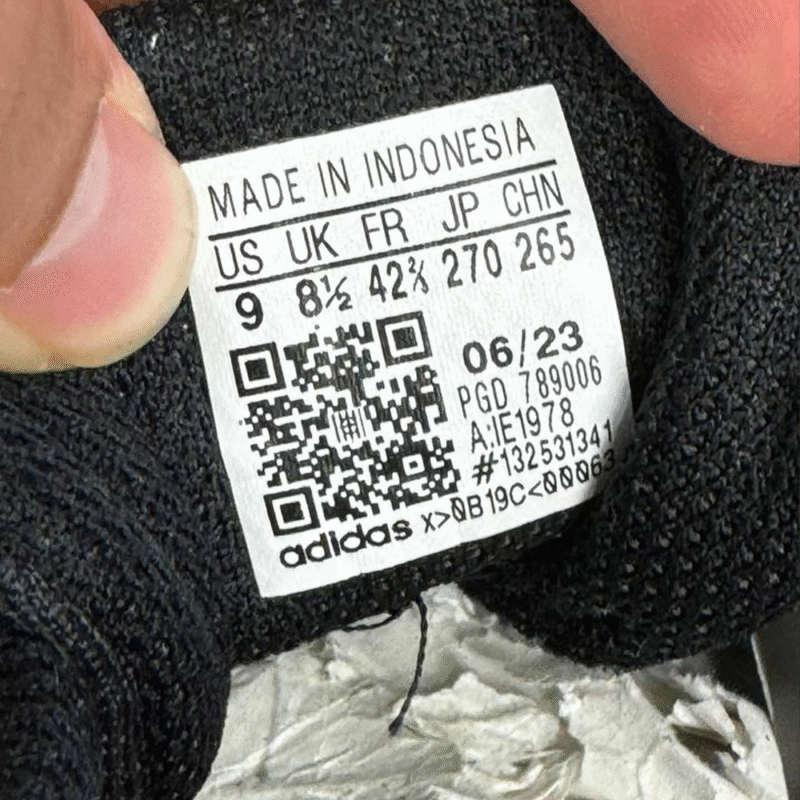 MADE IN INDONESIA
US UK FR JP CHN
9 8½ 42⅔ 270 265
06/23
PGD 789006
A:IE1978
#132531341
x>0B19C<00063
adidas